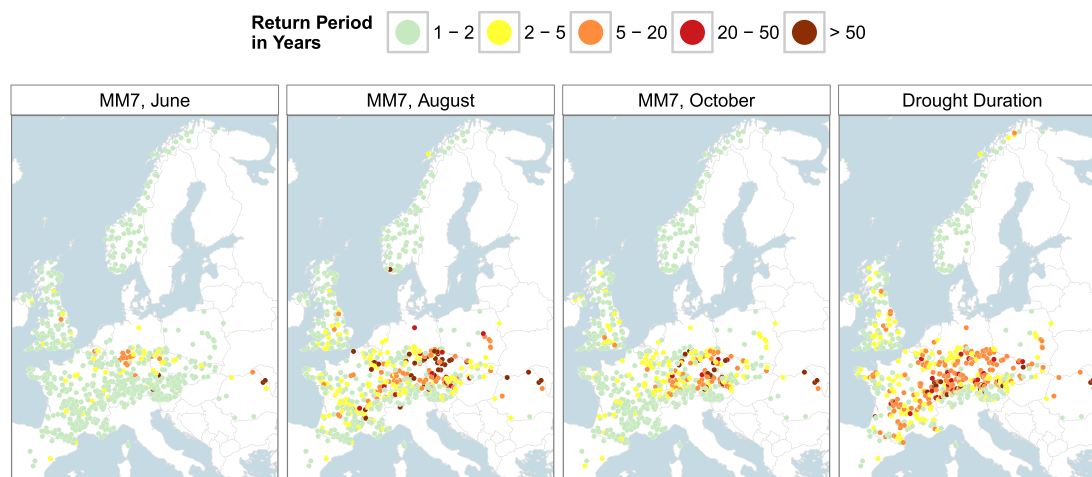 Return Period
in Years
1 − 2
2 − 5
5 − 20
20 − 50
> 50
MM7, June
MM7, August
MM7, October
Drought Duration